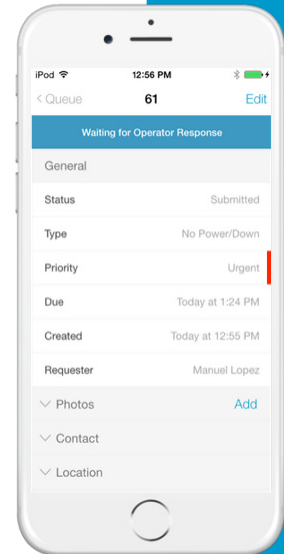 iPod 12:56 PM
< Queue 61 Edit
Waiting for Operator Response
General
Status Submitted
Type No Power/Down
Priority Urgent
Due Today at 1:24 PM
Created Today at 12:55 PM
Requester Manuel Lopez
Photos Add
Contact
Location